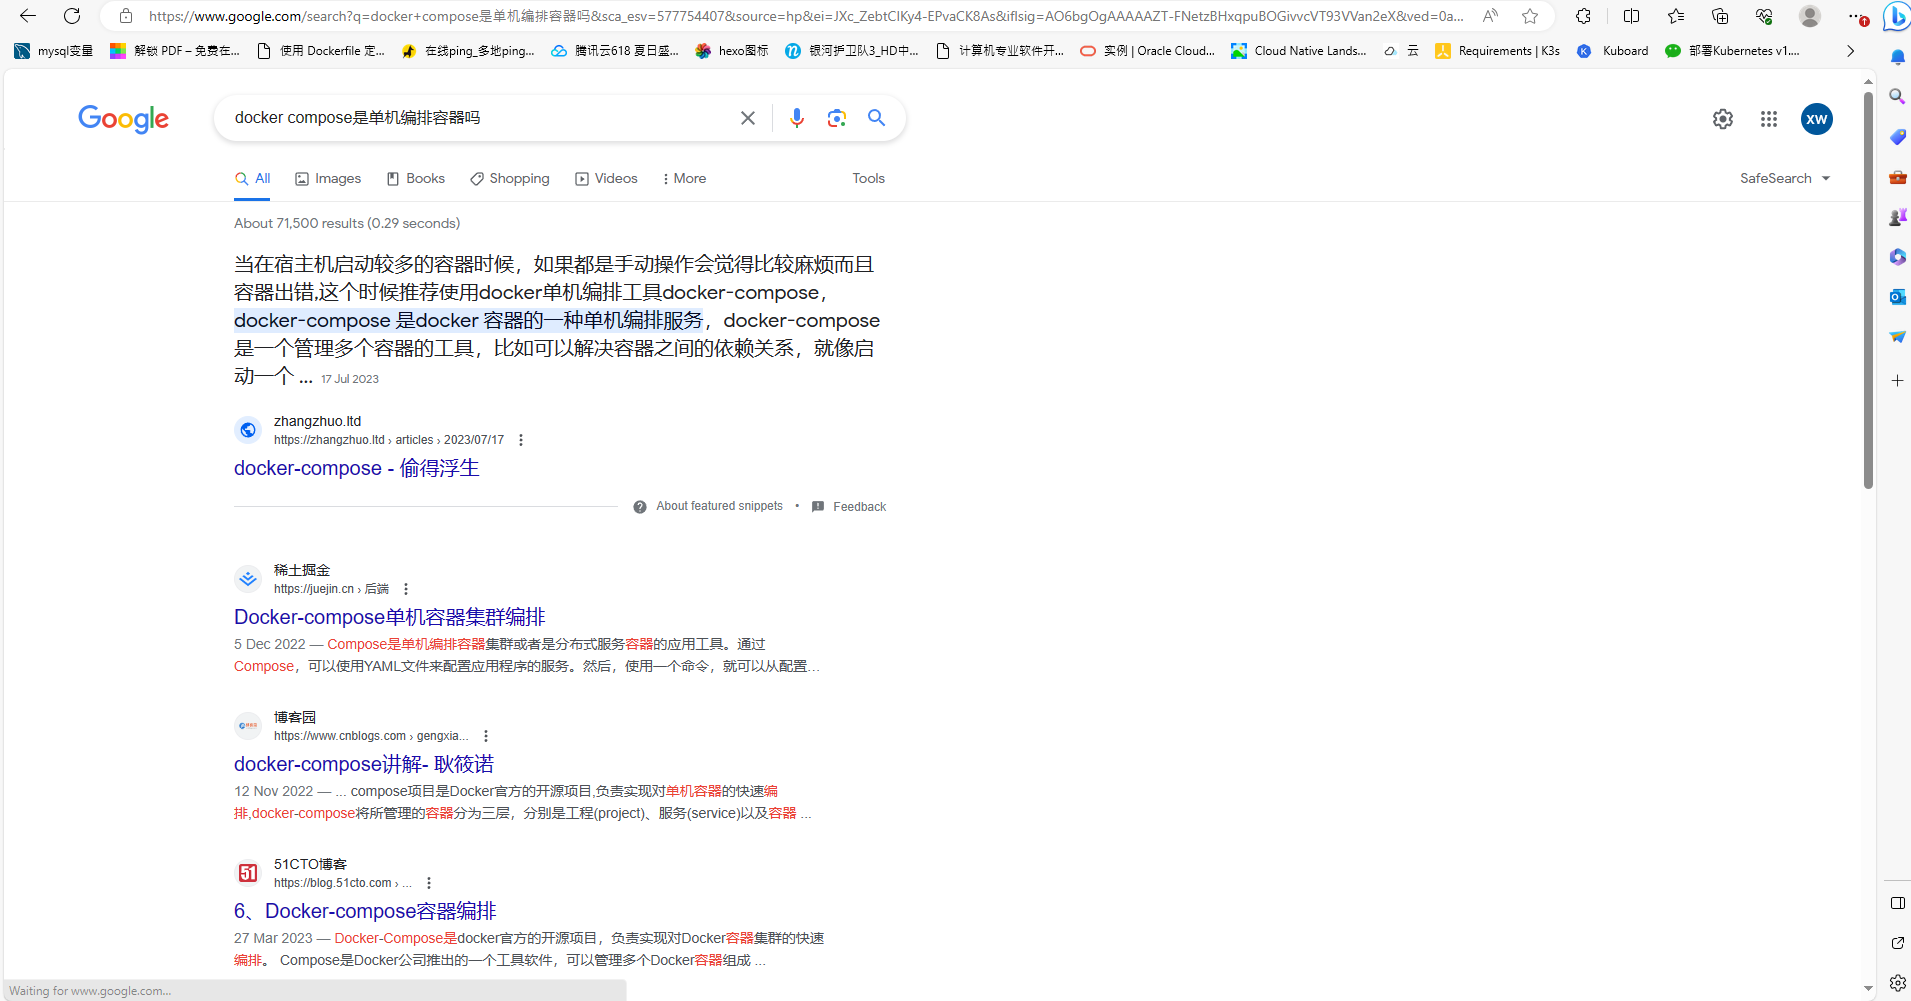 https://www.google.com/search?q=docker+compose是单机编排容器吗&sca_esv=577754407&source=hp&ei=JXc_ZebtCIKy4-EPvaCK8As&iflsig=AO6bgOgAAAAAZT-FNetzBHxqpuBOGivvcVT93VVan2eX&ved=0a...
mysql变量 解锁 PDF – 免费在... 使用 Dockerfile 定... 在线ping_多地ping... 腾讯云618 夏日盛... hexo图标 银河护卫队3_HD中... 计算机专业软件开... 实例 | Oracle Cloud... Cloud Native Lands... 云 Requirements | K3s Kuboard 部署Kubernetes v1....
Google docker compose是单机编排容器吗 XW
All Images Books Shopping Videos More Tools SafeSearch
About 71,500 results (0.29 seconds)
当在宿主机启动较多的容器时候，如果都是手动操作会觉得比较麻烦而且
容器出错,这个时候推荐使用docker单机编排工具docker-compose，
docker-compose 是docker 容器的一种单机编排服务，docker-compose
是一个管理多个容器的工具，比如可以解决容器之间的依赖关系，就像启
动一个 ... 17 Jul 2023
zhangzhuo.ltd
https://zhangzhuo.ltd › articles › 2023/07/17
docker-compose - 偷得浮生
About featured snippets • Feedback
稀土掘金
https://juejin.cn › 后端
Docker-compose单机容器集群编排
5 Dec 2022 — Compose是单机编排容器集群或者是分布式服务容器的应用工具。通过
Compose，可以使用YAML文件来配置应用程序的服务。然后，使用一个命令，就可以从配置...
博客园
https://www.cnblogs.com › gengxia...
docker-compose讲解- 耿筱诺
12 Nov 2022 — ... compose项目是Docker官方的开源项目,负责实现对单机容器的快速编
排,docker-compose将所管理的容器分为三层，分别是工程(project)、服务(service)以及容器 ...
51CTO博客
https://blog.51cto.com › ...
6、Docker-compose容器编排
27 Mar 2023 — Docker-Compose是docker官方的开源项目，负责实现对Docker容器集群的快速
编排。 Compose是Docker公司推出的一个工具软件，可以管理多个Docker容器组成 ...
Waiting for www.google.com...